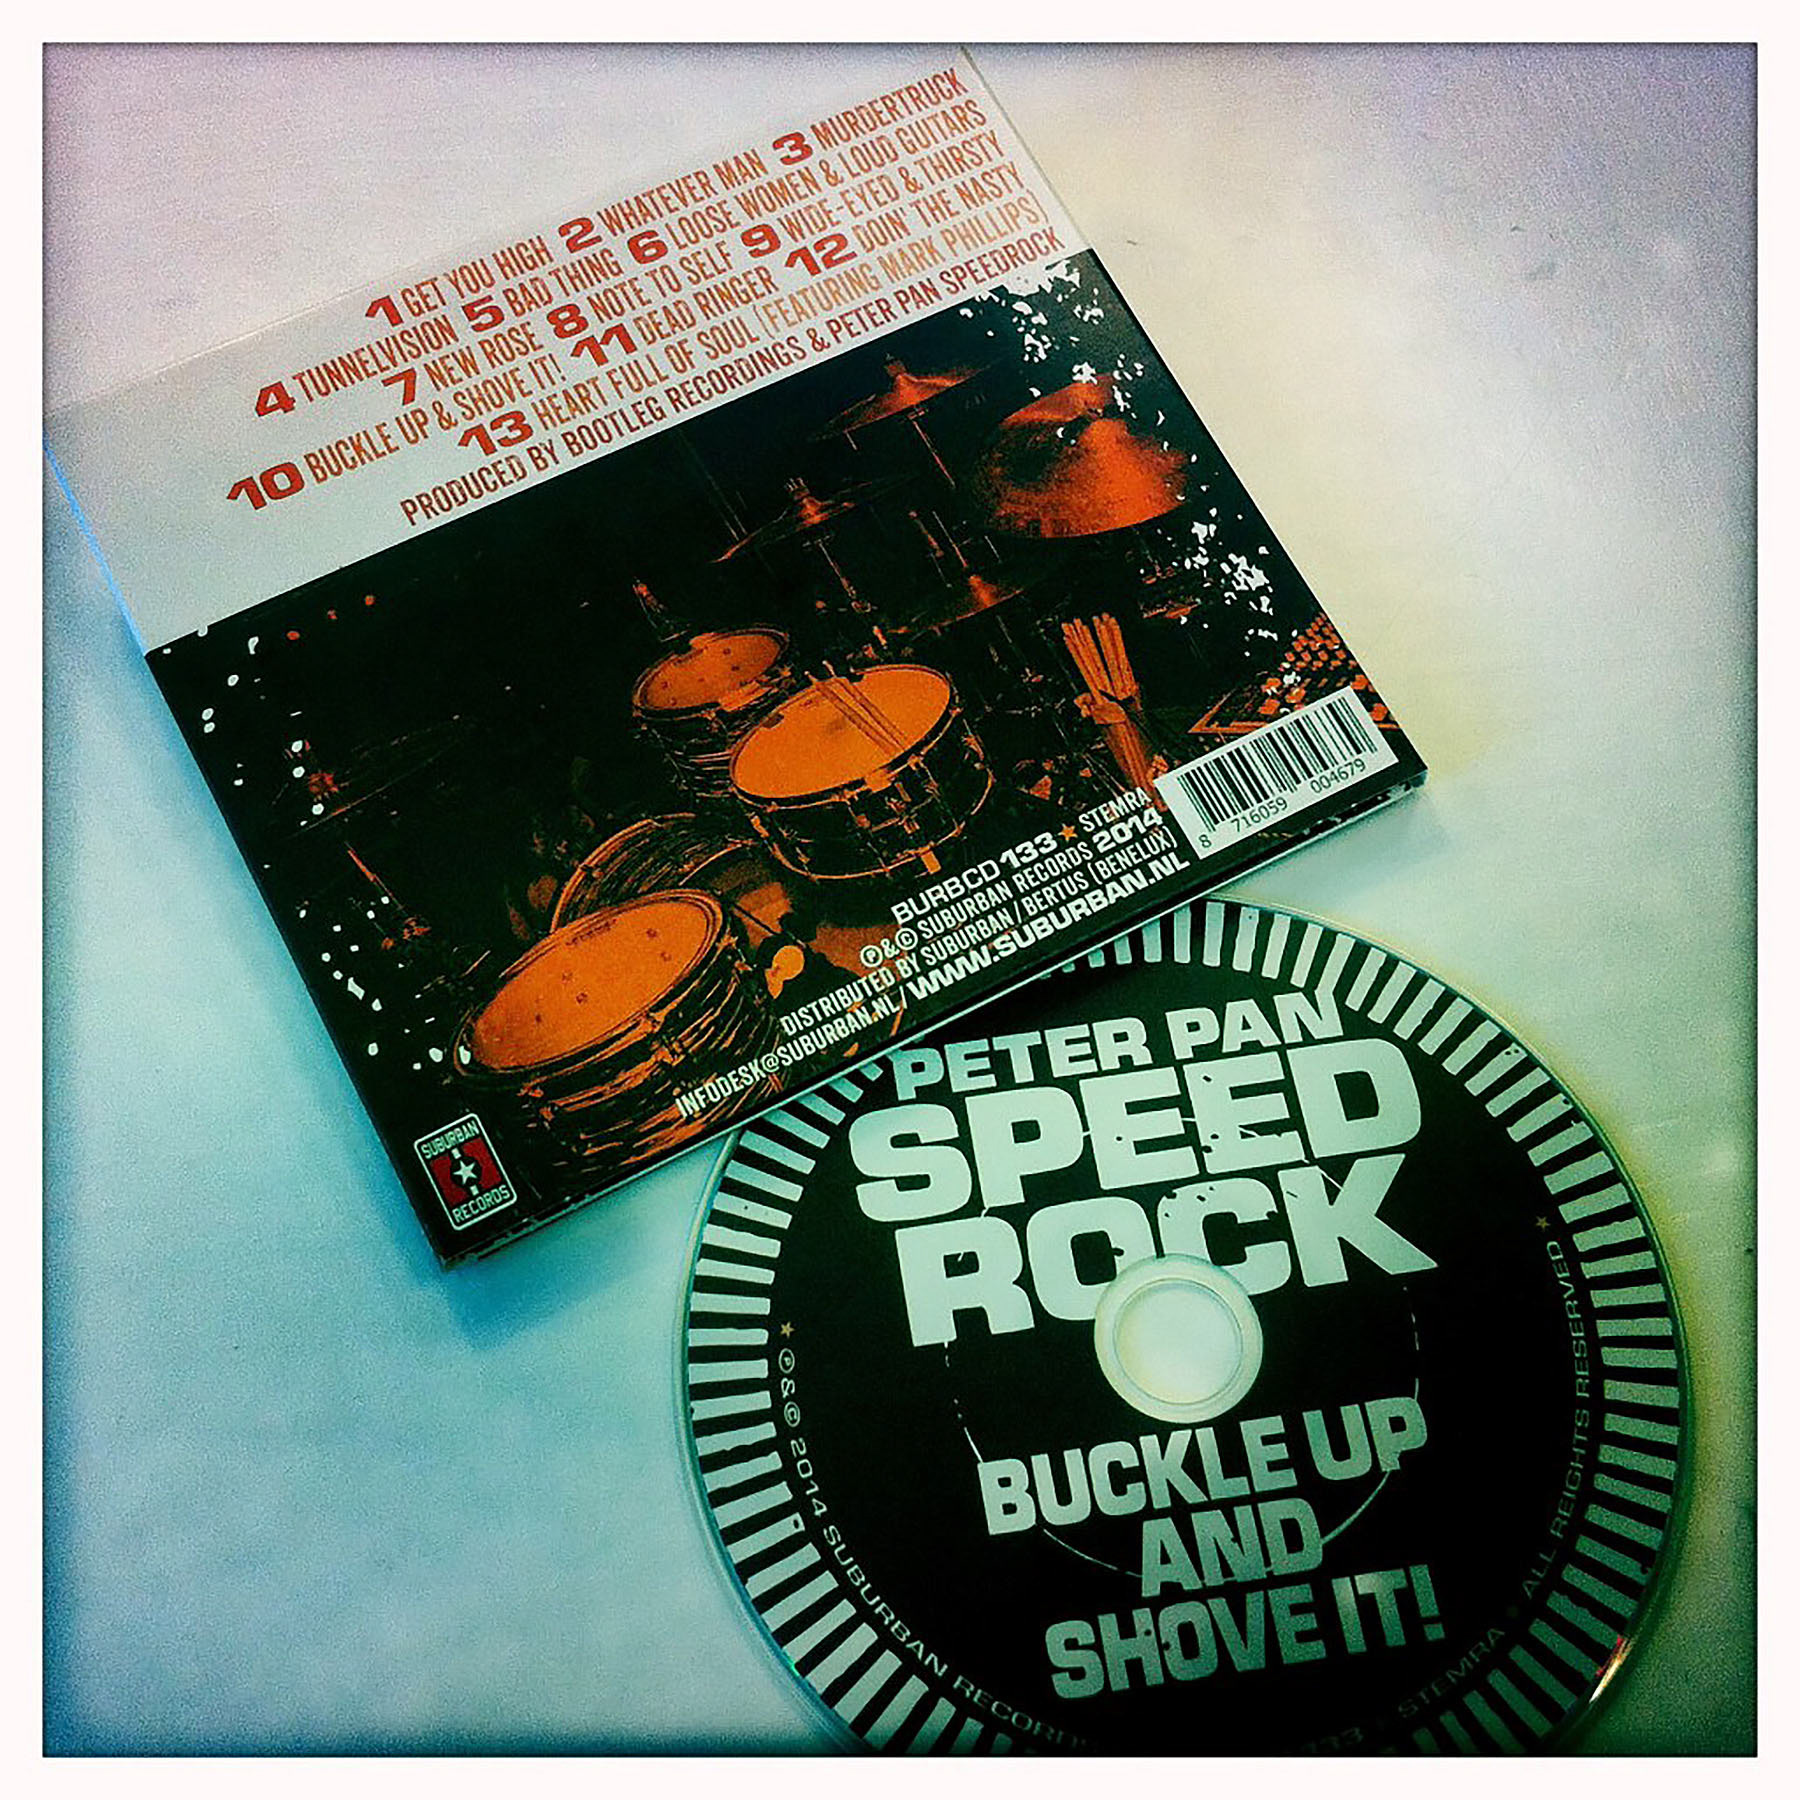 1 GET YOU HIGH 2 WHATEVER MAN 3 MURDERTRUCK
4 TUNNELVISION 5 BAD THING 6 LOOSE WOMEN & LOUD GUITARS
7 NEW ROSE 8 NOTE TO SELF 9 WIDE-EYED & THIRSTY
10 BUCKLE UP & SHOVE IT! 11 DEAD RINGER 12 DOIN' THE NASTY
13 HEART FULL OF SOUL (FEATURING MARK PHILLIPS)
PRODUCED BY BOOTLEG RECORDINGS & PETER PAN SPEEDROCK
8 716059 004679
BURBCD 133 ★ STEMRA
℗ & © SUBURBAN RECORDS 2014
DISTRIBUTED BY SUBURBAN / BERTUS (BENELUX)
INFODESK@SUBURBAN.NL / WWW.SUBURBAN.NL
SUBURBAN
RECORDS
PETER PAN
SPEED
ROCK
BUCKLE UP
AND
SHOVE IT!
★ ℗ & © 2014 SUBURBAN RECORDS
133 STEMRA ★ ALL REIGHTS RESERVED ★